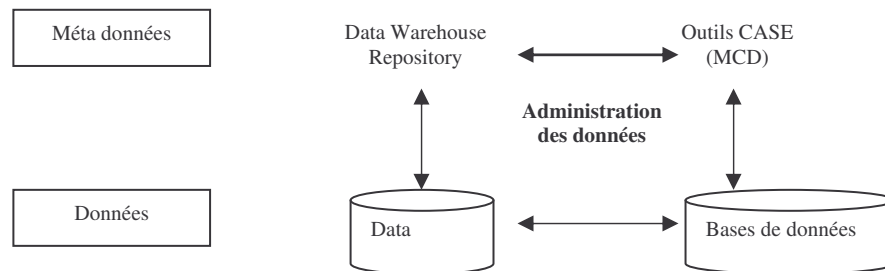 Méta données
Data Warehouse
Repository
Outils CASE
(MCD)
Administration
des données
Données
Data
Bases de données